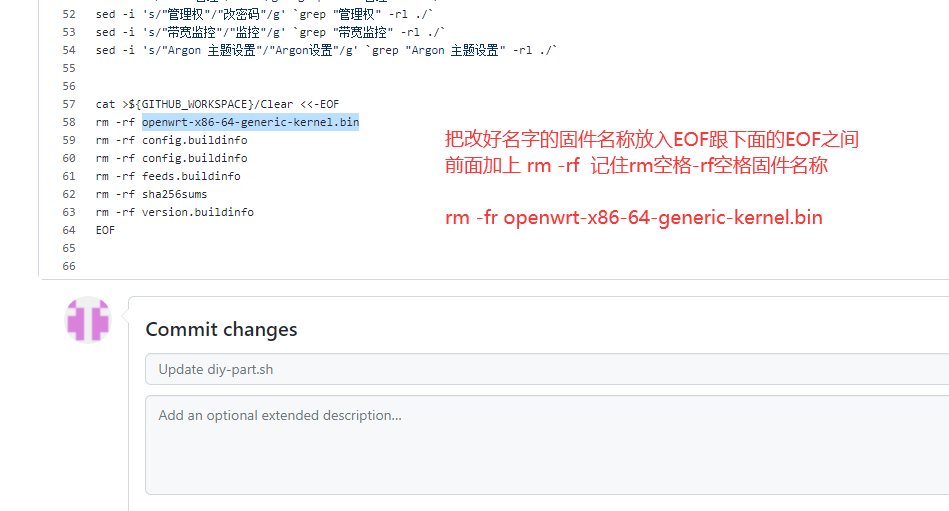 52 sed -i 's/"管理权"/"改密码"/g' `grep "管理权" -rl ./`
53 sed -i 's/"带宽监控"/"监控"/g' `grep "带宽监控" -rl ./`
54 sed -i 's/"Argon 主题设置"/"Argon设置"/g' `grep "Argon 主题设置" -rl ./`
55
56
57 cat >${GITHUB_WORKSPACE}/Clear <<-EOF
58 rm -rf openwrt-x86-64-generic-kernel.bin
59 rm -rf config.buildinfo
60 rm -rf config.buildinfo
61 rm -rf feeds.buildinfo
62 rm -rf sha256sums
63 rm -rf version.buildinfo
64 EOF
65
66
把改好名字的固件名称放入EOF跟下面的EOF之间
前面加上 rm -rf 记住rm空格-rf空格固件名称
rm -fr openwrt-x86-64-generic-kernel.bin
Commit changes
Update diy-part.sh
Add an optional extended description...